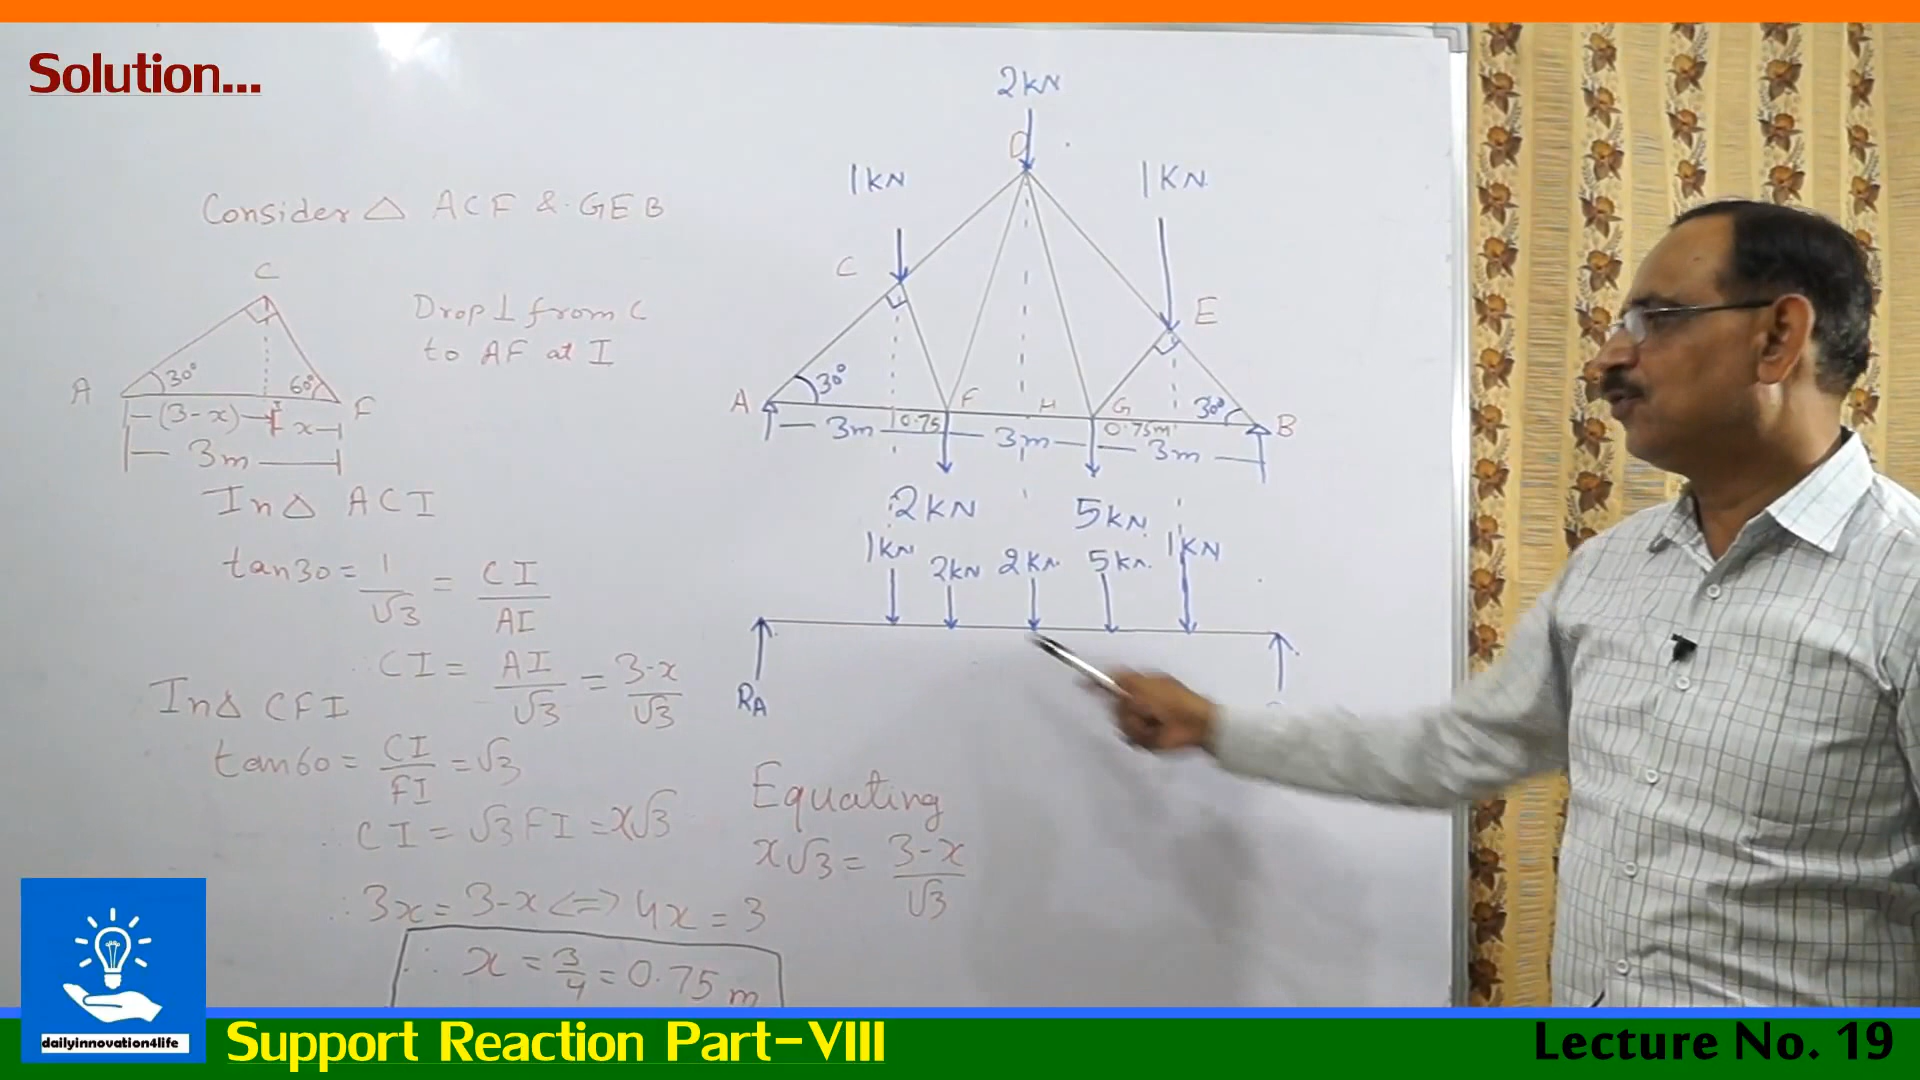 Solution...
Consider △ ACF & GEB
C
Drop ⊥ from C
to AF at I
A 30° 60° F
(3-x) I x
3m
In △ ACI
tan30 = 1/√3 = CI/AI
∴ CI = AI/√3 = 3-x/√3
In △ CFI
tan60 = CI/FI = √3
∴ CI = √3 FI = x√3
∴ 3x = 3-x <=> 4x = 3
∴ x = 3/4 = 0.75 m
2kN
D
1kN
1KN
C
E
A 30° F H G 30° B
3m 0.75 3m 0.75m 3m
2KN
5KN
1KN 2KN 2KN 5KN 1KN
RA
Equating
x√3 = 3-x/√3
dailyinnovation4life
Support Reaction Part-VIII
Lecture No. 19